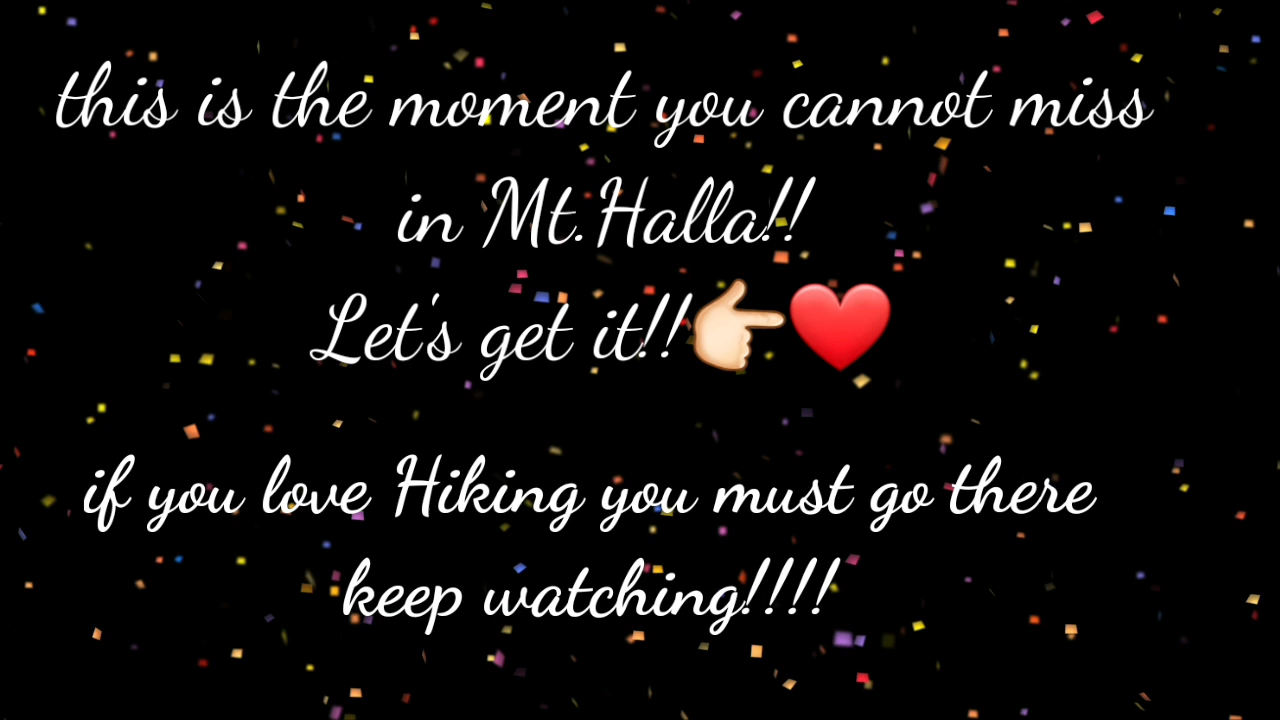 this is the moment you cannot miss
in Mt.Halla!!
Let's get it!!👉🏻❤️
if you love Hiking you must go there
keep watching!!!!